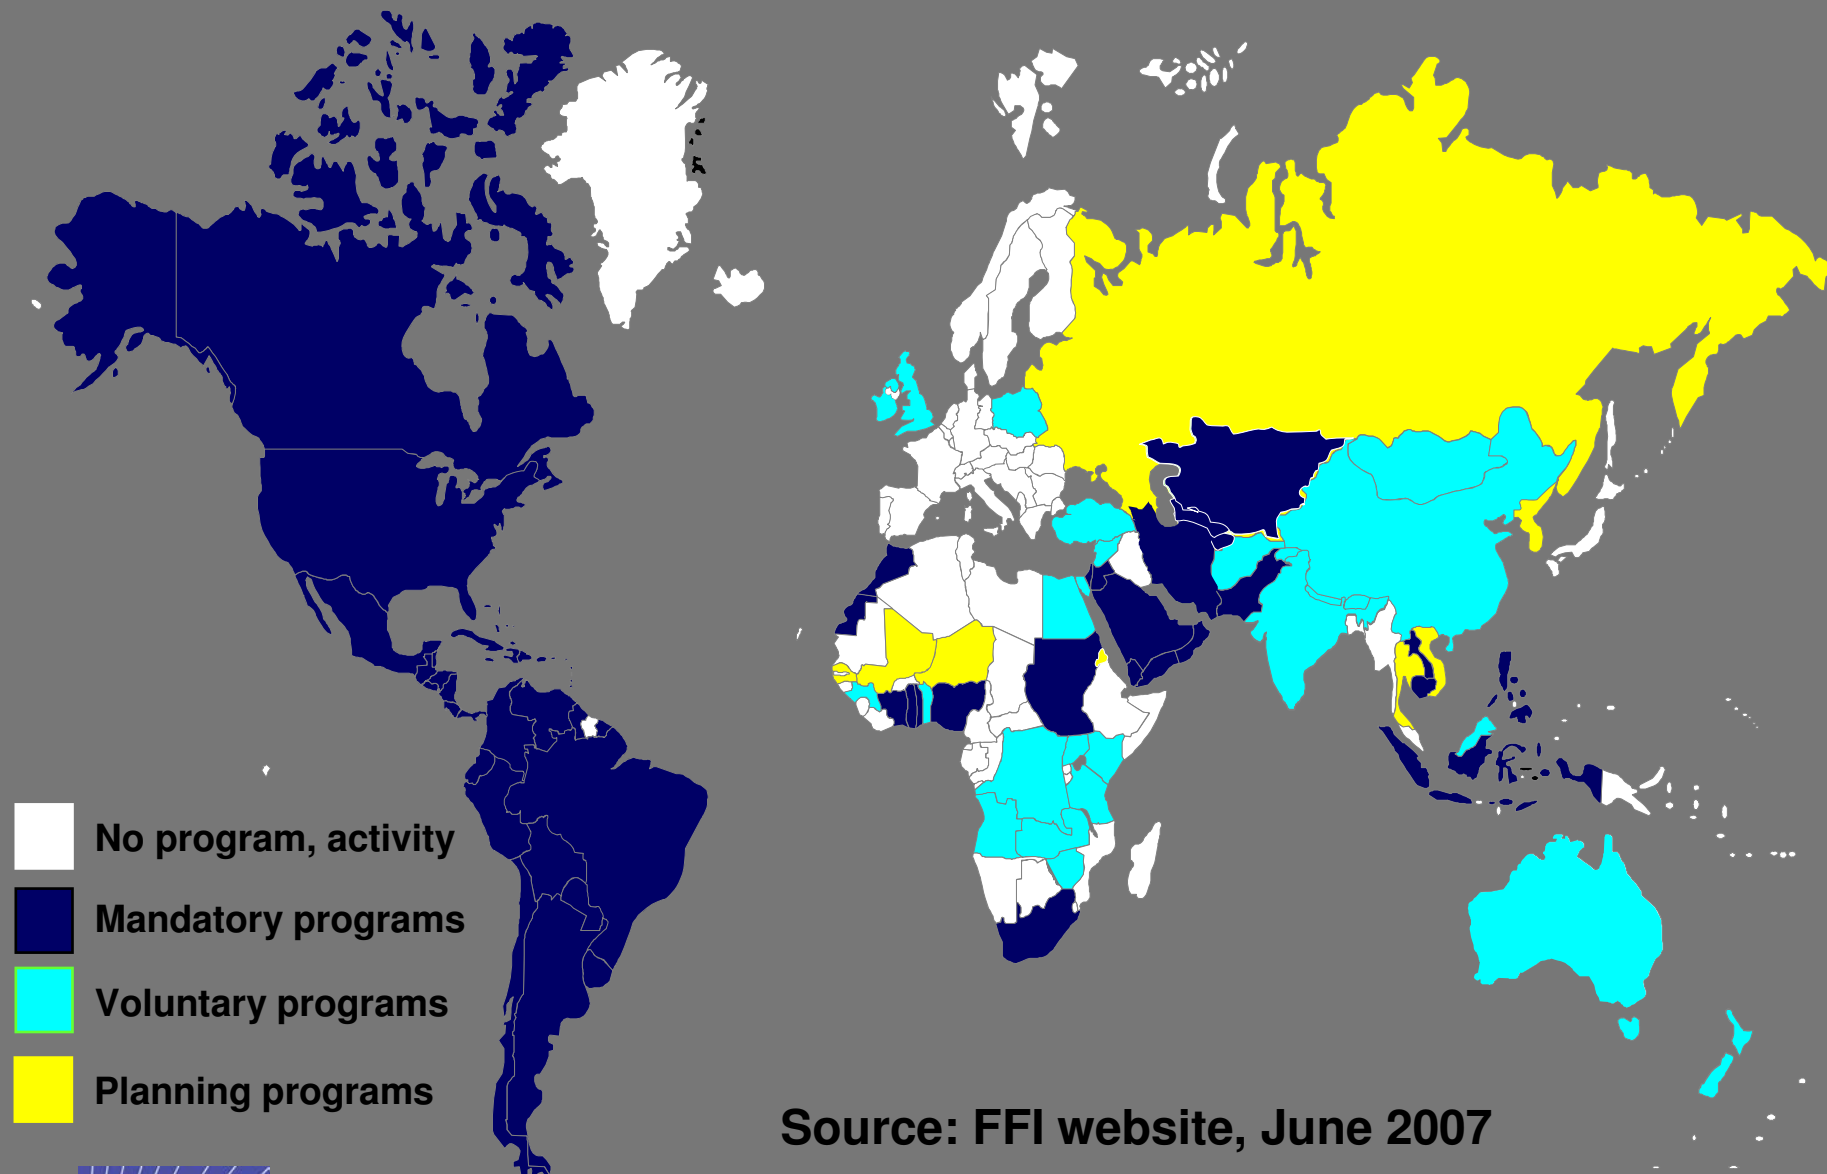 No program, activity
Mandatory programs
Voluntary programs
Planning programs
Source: FFI website, June 2007